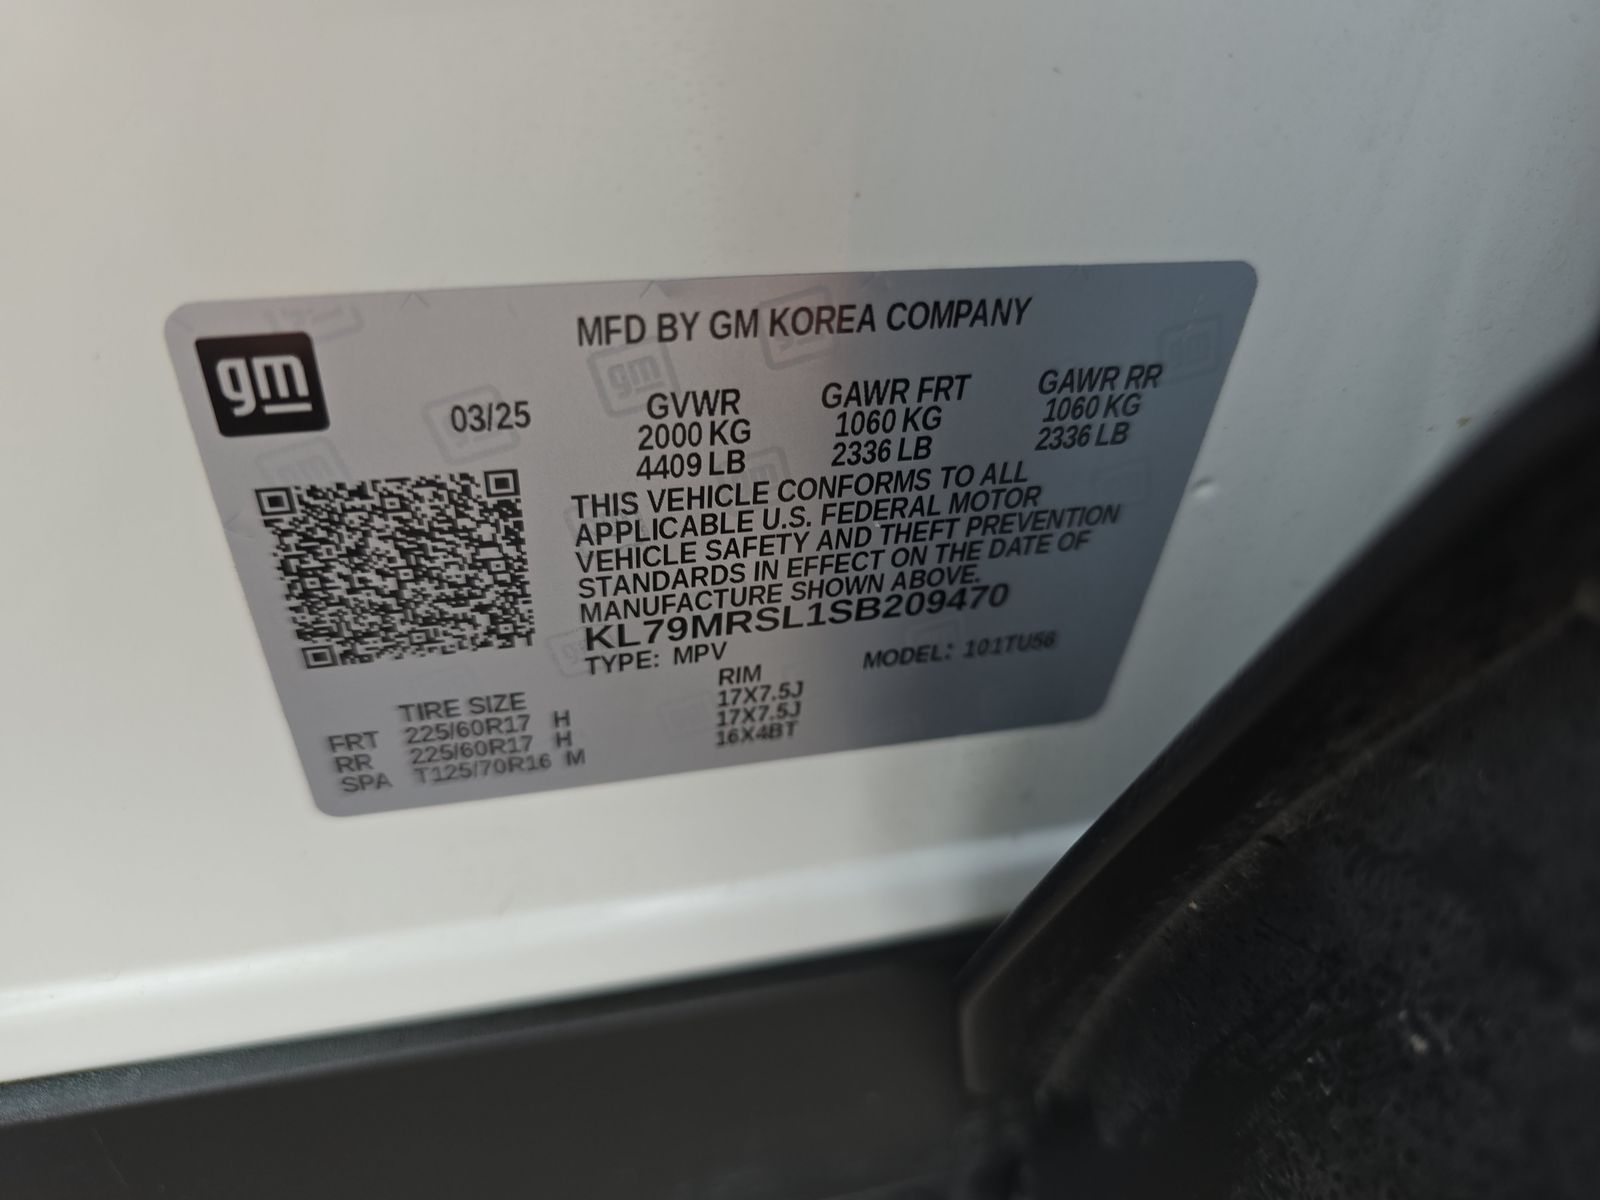 gm
MFD BY GM KOREA COMPANY
03/25
GVWR GAWR FRT GAWR RR
2000 KG 1060 KG 1060 KG
4409 LB 2336 LB 2336 LB
THIS VEHICLE CONFORMS TO ALL
APPLICABLE U.S. FEDERAL MOTOR
VEHICLE SAFETY AND THEFT PREVENTION
STANDARDS IN EFFECT ON THE DATE OF
MANUFACTURE SHOWN ABOVE.
KL79MRSL1SB209470
TYPE: MPV MODEL: 101TU56
TIRE SIZE RIM
FRT 225/60R17 H 17X7.5J
RR 225/60R17 H 17X7.5J
SPA T125/70R16 M 16X4BT